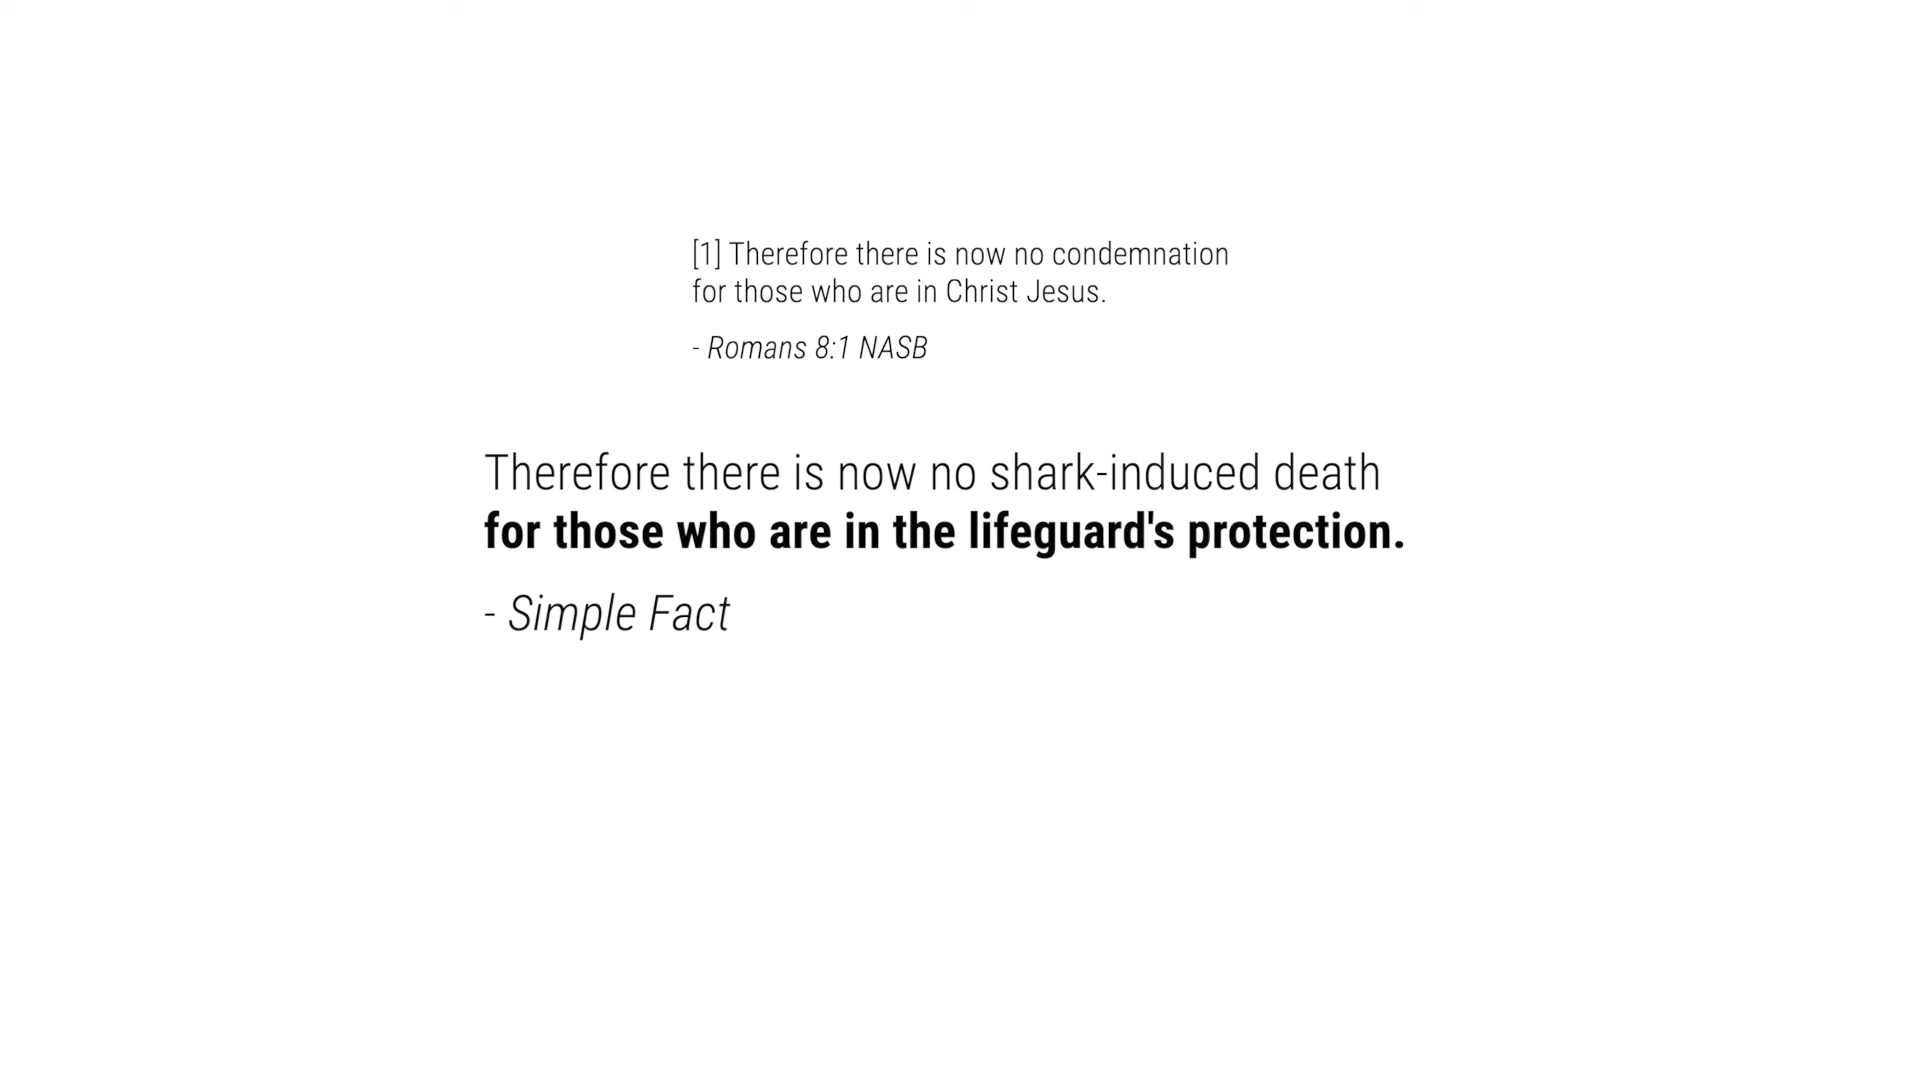 [1] Therefore there is now no condemnation
for those who are in Christ Jesus.
- Romans 8:1 NASB
Therefore there is now no shark-induced death
for those who are in the lifeguard's protection.
- Simple Fact